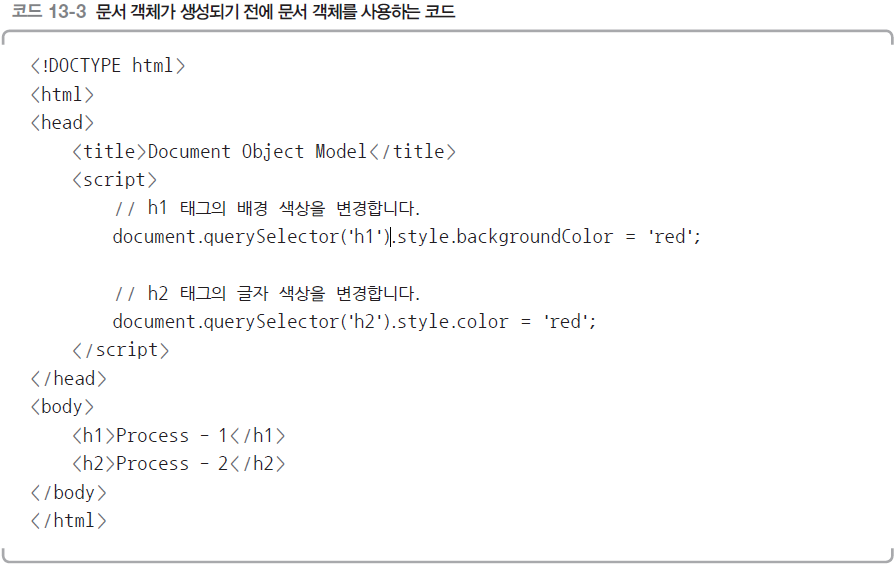 코드 13-3 문서 객체가 생성되기 전에 문서 객체를 사용하는 코드
<!DOCTYPE html>
<html>
<head>
    <title>Document Object Model</title>
    <script>
        // h1 태그의 배경 색상을 변경합니다.
        document.querySelector('h1').style.backgroundColor = 'red';

        // h2 태그의 글자 색상을 변경합니다.
        document.querySelector('h2').style.color = 'red';
    </script>
</head>
<body>
    <h1>Process - 1</h1>
    <h2>Process - 2</h2>
</body>
</html>